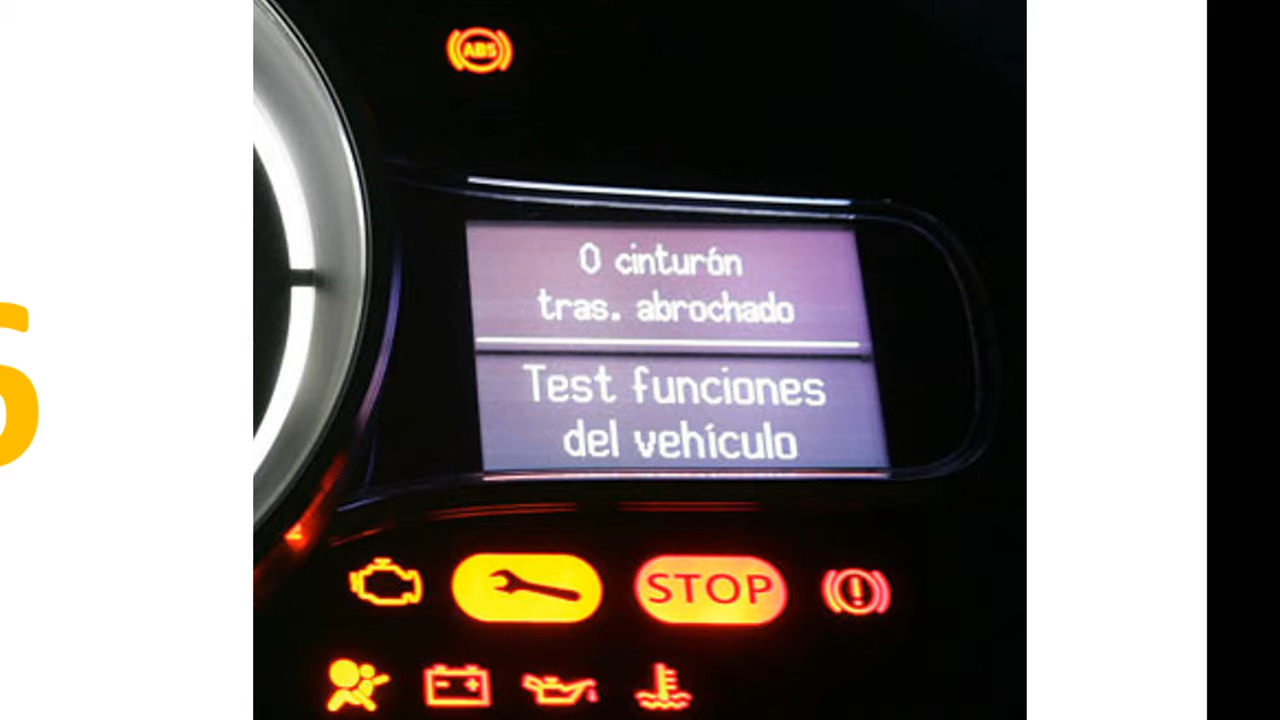 ABS
0 cinturón
tras. abrochado
Test funciones
del vehículo
STOP